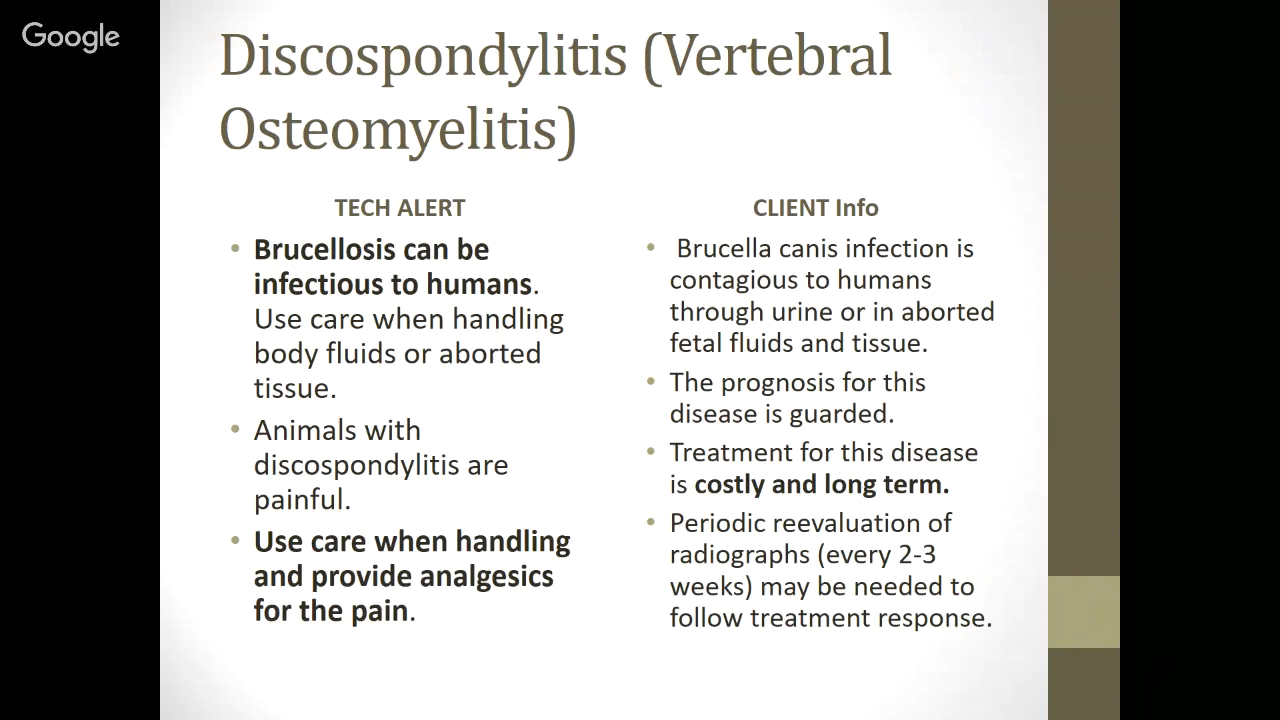 Google
Discospondylitis (Vertebral
Osteomyelitis)
TECH ALERT
• Brucellosis can be
infectious to humans.
Use care when handling
body fluids or aborted
tissue.
• Animals with
discospondylitis are
painful.
• Use care when handling
and provide analgesics
for the pain.
CLIENT Info
• Brucella canis infection is
contagious to humans
through urine or in aborted
fetal fluids and tissue.
• The prognosis for this
disease is guarded.
• Treatment for this disease
is costly and long term.
• Periodic reevaluation of
radiographs (every 2-3
weeks) may be needed to
follow treatment response.